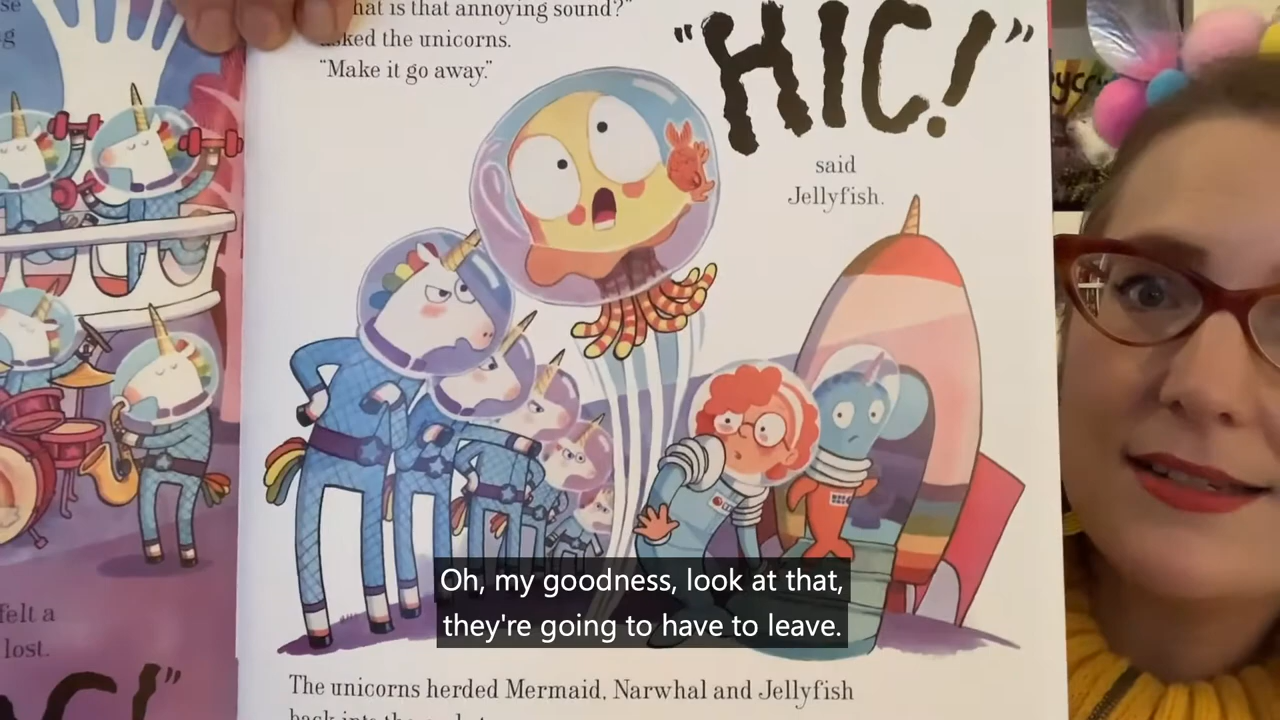 hat is that annoying sound?"
asked the unicorns.
"Make it go away."
"HIC!"
said
Jellyfish.
felt a
lost.
Oh, my goodness, look at that,
they're going to have to leave.
The unicorns herded Mermaid, Narwhal and Jellyfish